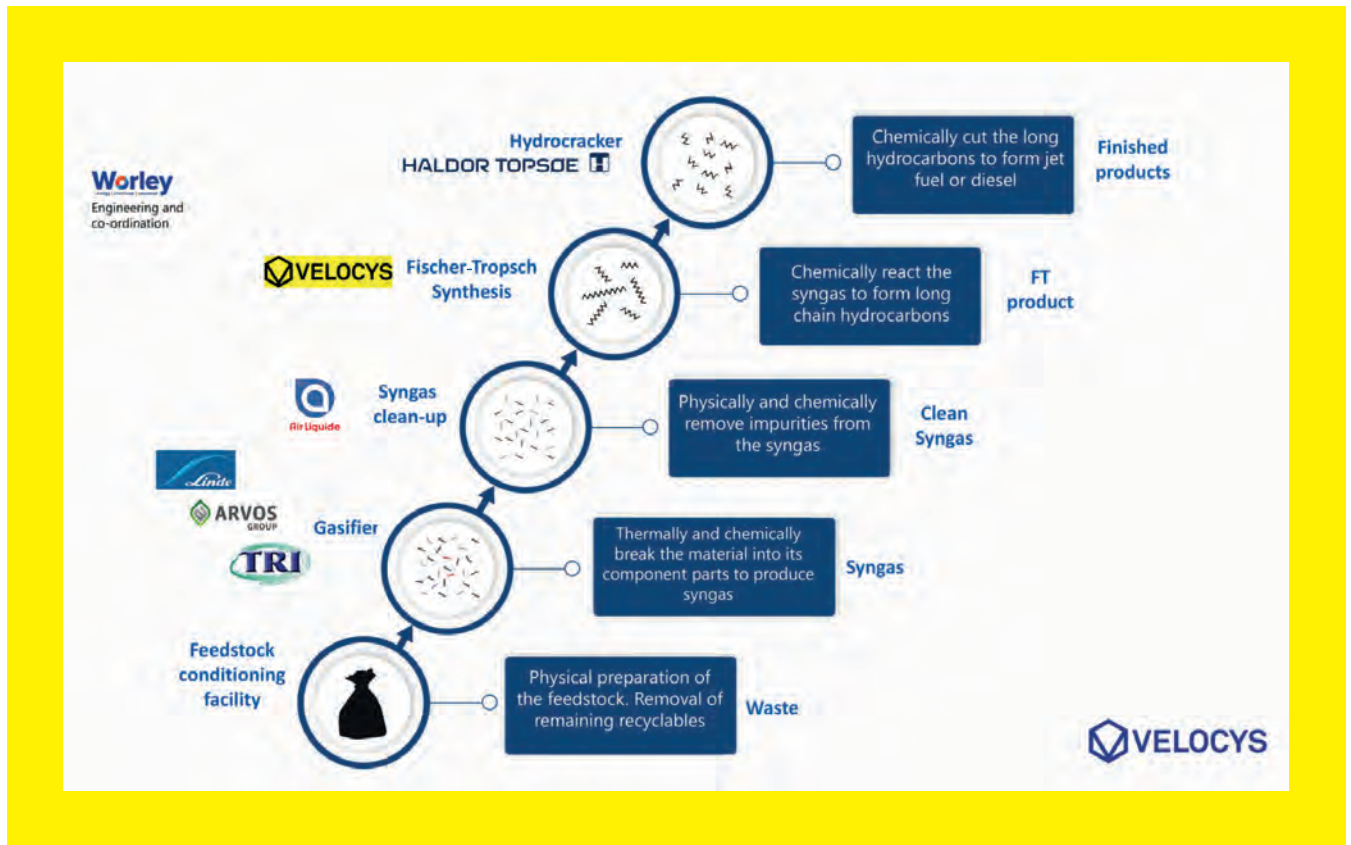 Hydrocracker
HALDOR TOPSOE
Chemically cut the long
hydrocarbons to form jet
fuel or diesel
Finished
products
Worley
Engineering and
co-ordination
VELOCYS
Fischer-Tropsch
Synthesis
Chemically react the
syngas to form long
chain hydrocarbons
FT
product
Air Liquide
Syngas
clean-up
Physically and chemically
remove impurities from
the syngas
Clean
Syngas
Linde
ARVOS
GROUP
TRI
Gasifier
Thermally and chemically
break the material into its
component parts to produce
syngas
Syngas
Feedstock
conditioning
facility
Physical preparation of
the feedstock. Removal of
remaining recyclables
Waste
VELOCYS